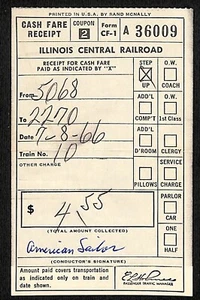 PRINTED IN U.S.A. BY RAND McNALLY
CASH FARE RECEIPT COUPON 2 Form CF-1 A 36009
ILLINOIS CENTRAL RAILROAD
RECEIPT FOR CASH FARE PAID AS INDICATED BY "X"
STEP UP X
O.W. COACH
From 5068
To 2270
ADD'L COMP'T
O.W. 1st Class
Date 7-8-66
Train No. 10
OTHER CHARGE
ADD'L D'ROOM
CLERGY
PILLOWS
SERVICE CHARGE
$ 4.55
(TOTAL AMOUNT COLLECTED)
PARLOR CAR
American Sailor
(CONDUCTOR'S SIGNATURE)
ONE HALF
Amount paid covers transportation as indicated only on train and date shown.
PASSENGER TRAFFIC MANAGER